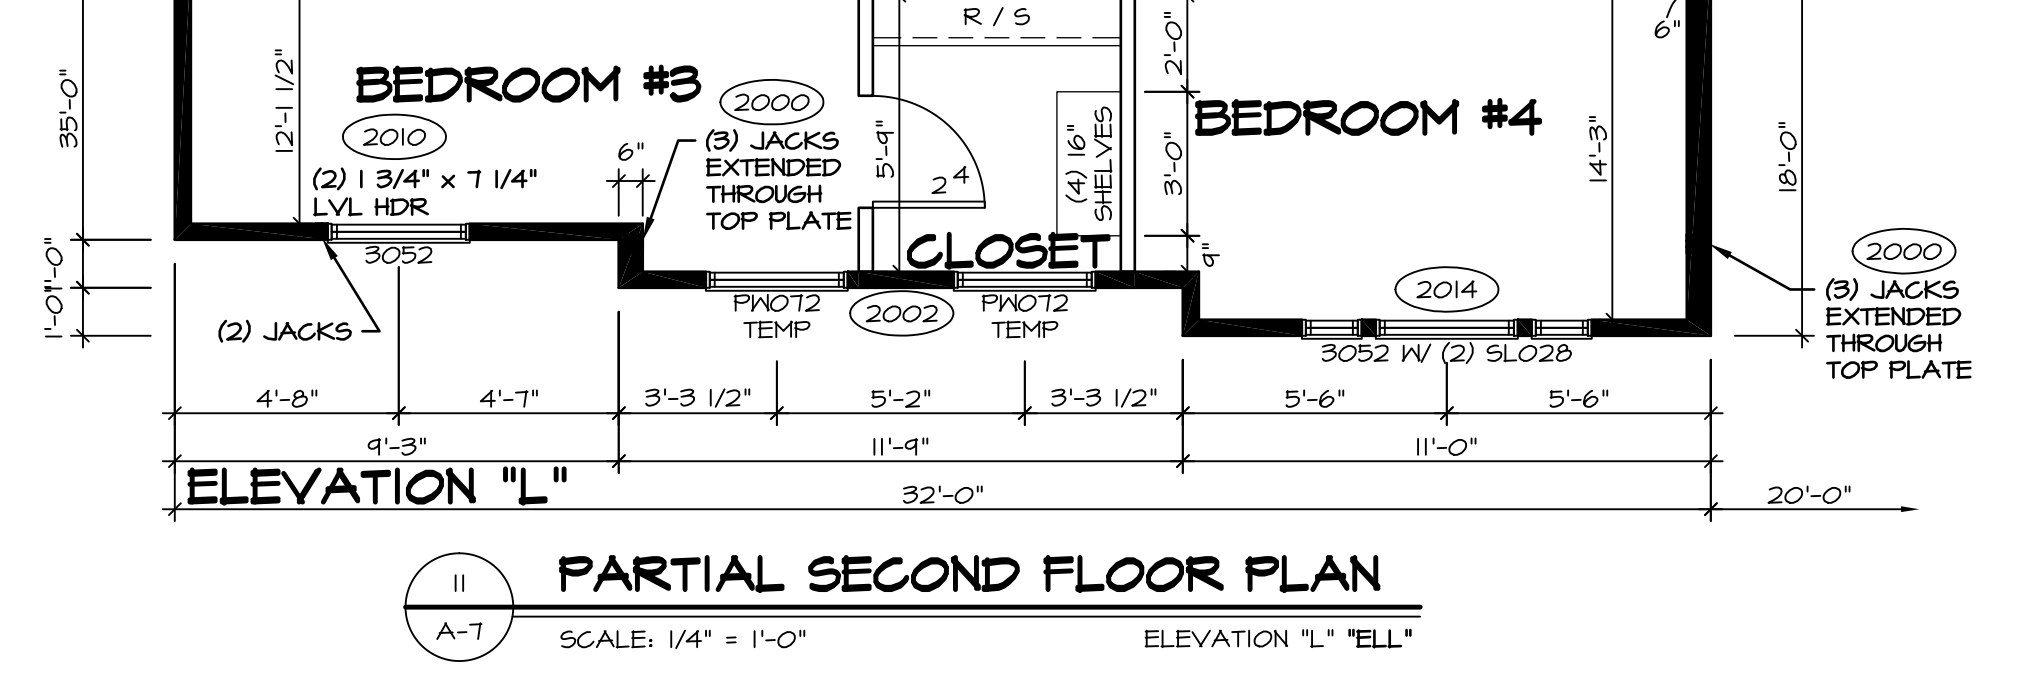 R / S
6"
2'-0"
35'-0"
12'-1 1/2"
BEDROOM #3
2000
2010
(3) JACKS
EXTENDED
THROUGH
TOP PLATE
6"
(2) 1 3/4" x 7 1/4"
LVL HDR
5'-9"
2 4
(4) 16"
SHELVES
3'-0"
BEDROOM #4
14'-3"
18'-0"
3052
CLOSET
9"
2000
(3) JACKS
EXTENDED
THROUGH
TOP PLATE
1'-0"
1'-0"
(2) JACKS
PW072
TEMP
2002
PW072
TEMP
2014
3052 W/ (2) SL028
4'-8"
4'-7"
3'-3 1/2"
5'-2"
3'-3 1/2"
5'-6"
5'-6"
9'-3"
11'-9"
11'-0"
ELEVATION "L"
32'-0"
20'-0"
11
A-7
PARTIAL SECOND FLOOR PLAN
SCALE: 1/4" = 1'-0"
ELEVATION "L" "ELL"